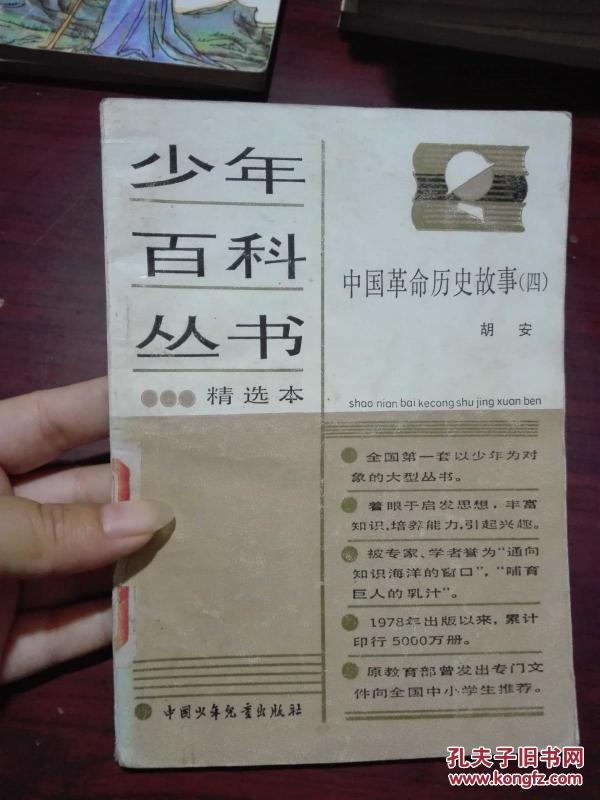 少年
百科
丛书
精选本
中国革命历史故事(四)
胡 安
shao nian bai kecong shu jing xuan ben
全国第一套以少年为对
象的大型丛书。
着眼于启发思想，丰富
知识，培养能力，引起兴趣。
被专家、学者誉为“通向
知识海洋的窗口”，“哺育
巨人的乳汁”。
1978年出版以来，累计
印行5000万册。
原教育部曾发出专门文
件向全国中小学生推荐。
中国少年儿童出版社
孔夫子旧书网
www.kongfz.com